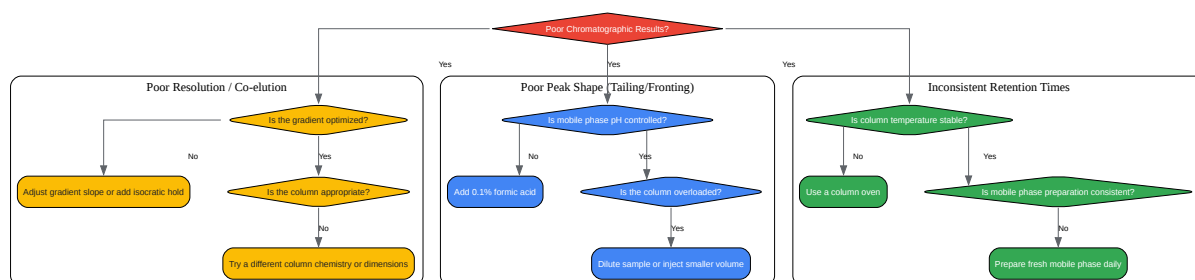 Poor Chromatographic Results?
Yes
Yes
Yes
Poor Resolution / Co-elution
Is the gradient optimized?
No
Yes
Adjust gradient slope or add isocratic hold
Is the column appropriate?
No
Try a different column chemistry or dimensions
Poor Peak Shape (Tailing/Fronting)
Is mobile phase pH controlled?
No
Yes
Add 0.1% formic acid
Is the column overloaded?
Yes
Dilute sample or inject smaller volume
Inconsistent Retention Times
Is column temperature stable?
No
Yes
Use a column oven
Is mobile phase preparation consistent?
No
Prepare fresh mobile phase daily